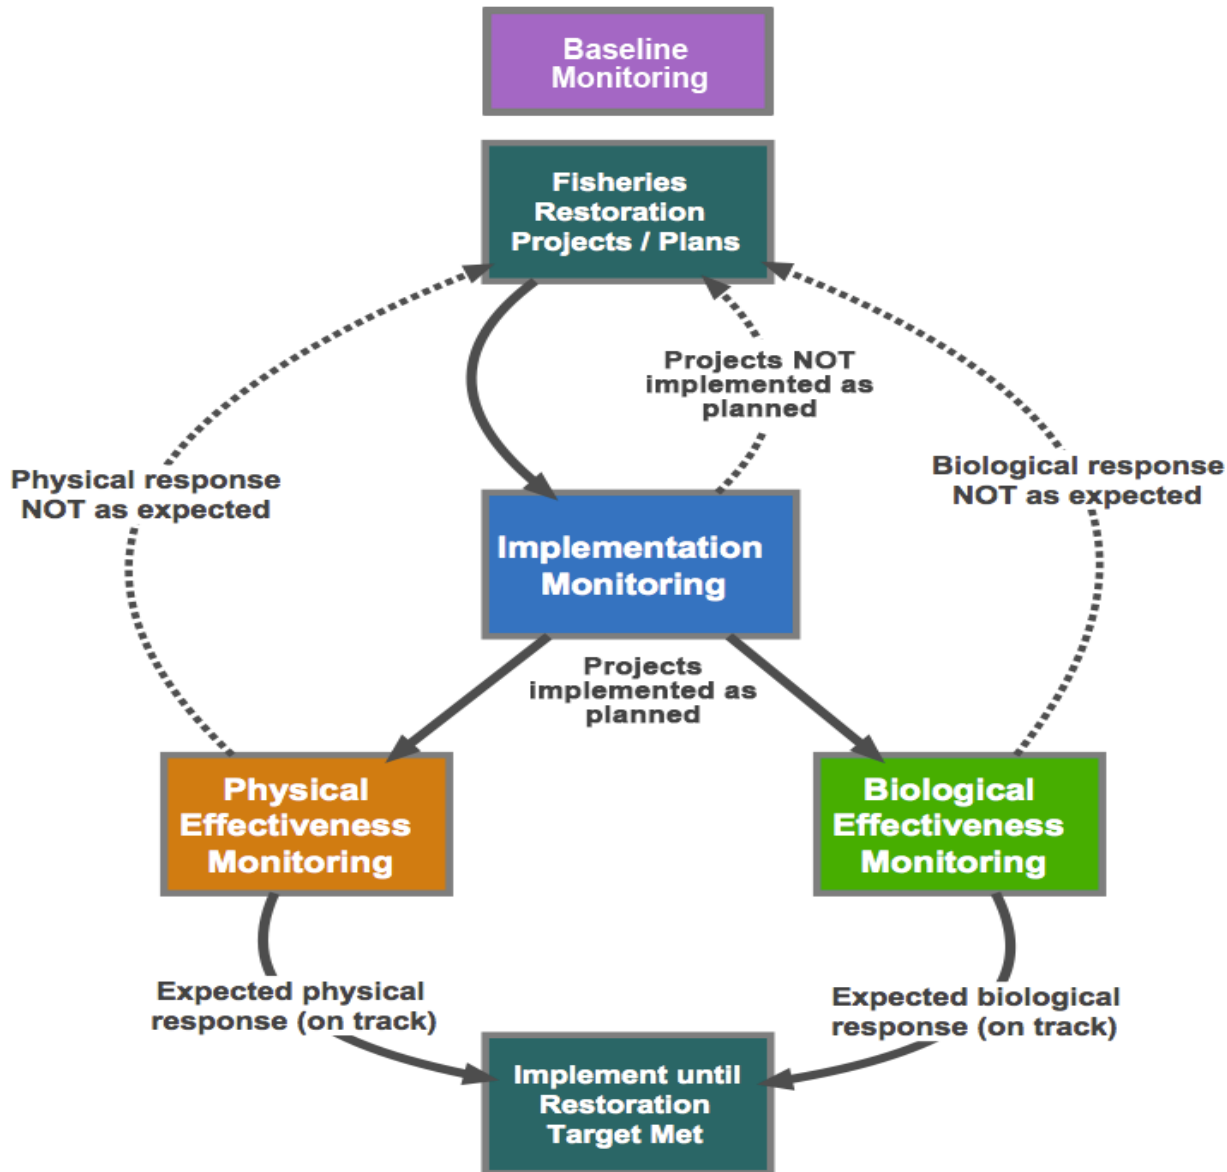 Baseline
Monitoring
Fisheries
Restoration
Projects / Plans
Projects NOT
implemented as
planned
Physical response
NOT as expected
Biological response
NOT as expected
Implementation
Monitoring
Projects
implemented as
planned
Physical
Effectiveness
Monitoring
Biological
Effectiveness
Monitoring
Expected physical
response (on track)
Expected biological
response (on track)
Implement until
Restoration
Target Met